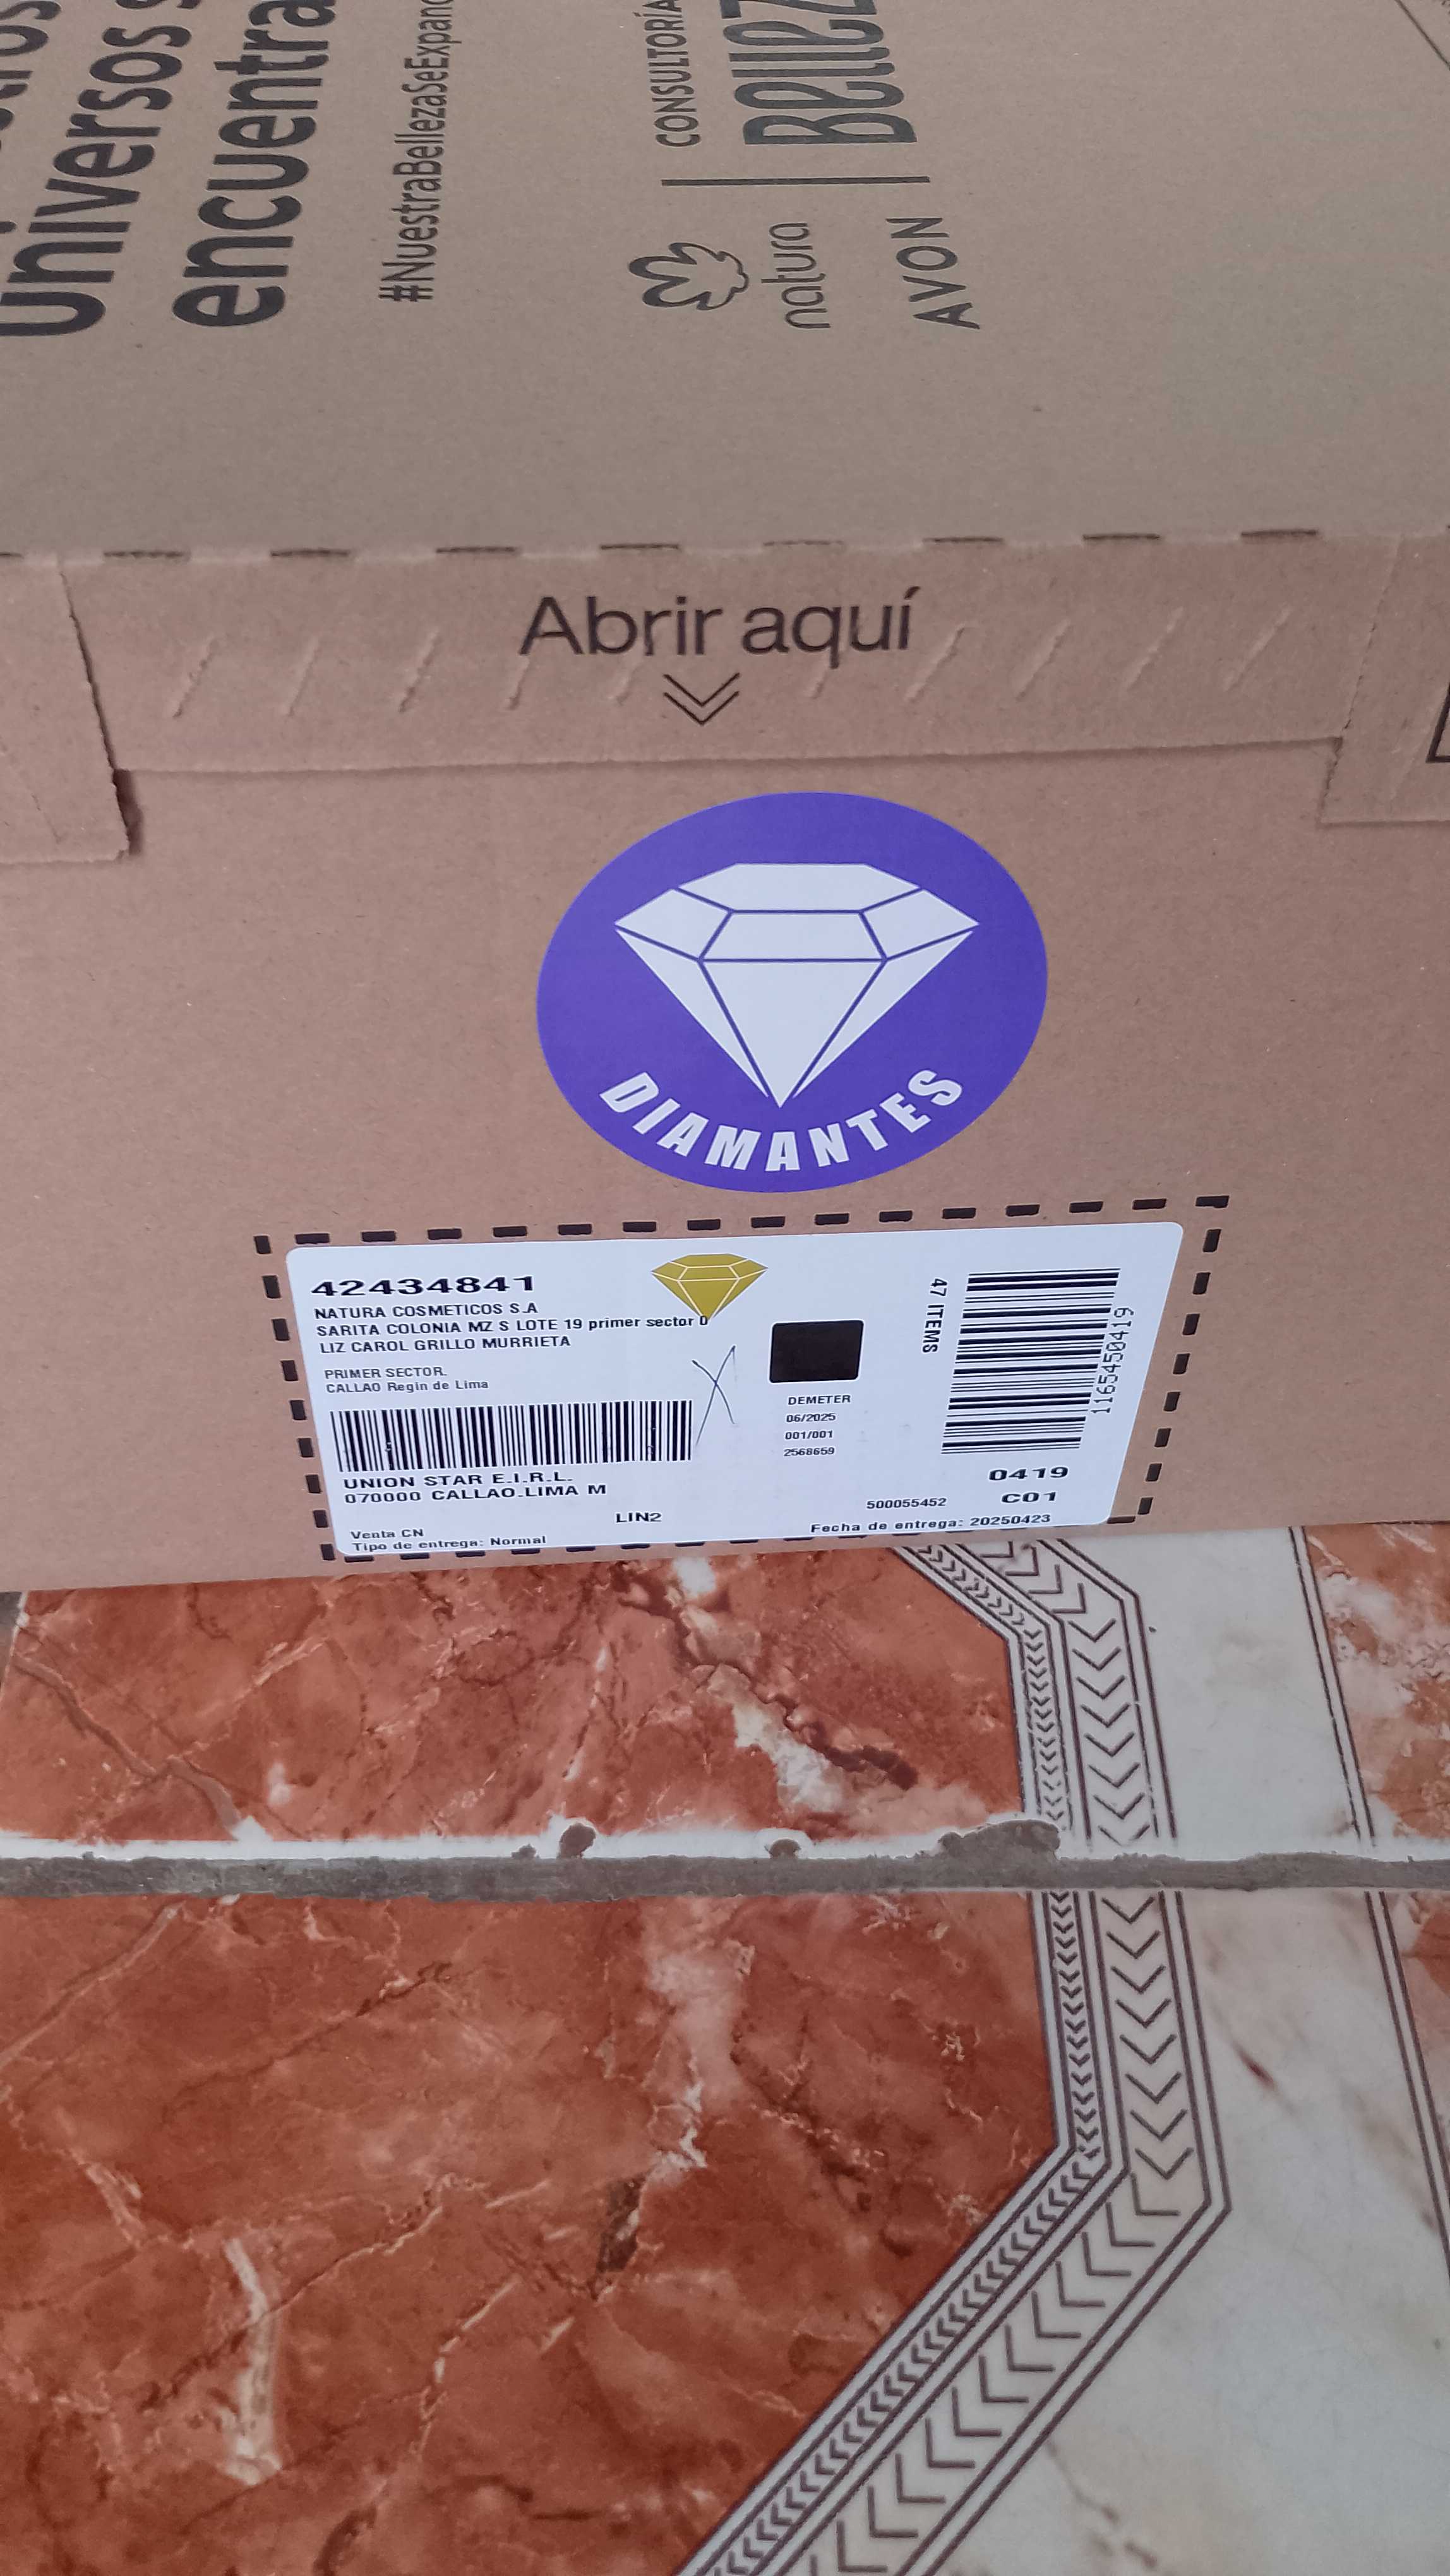 universos
encuentra
#NuestraBellezaSeExpan
natura
AVON
CONSULTORÍA
Abrir aquí
DIAMANTES
42434841
NATURA COSMETICOS S.A
SARITA COLONIA MZ S LOTE 19 primer sector 0
LIZ CAROL GRILLO MURRIETA
PRIMER SECTOR.
CALLAO Regin de Lima
UNION STAR E.I.R.L.
070000 CALLAO-LIMA M
LIN2
Venta CN
Tipo de entrega: Normal
DEMETER
06/2025
001/001
2568659
47 ITEMS
1165450419
0419
500055452
C01
Fecha de entrega: 20250423